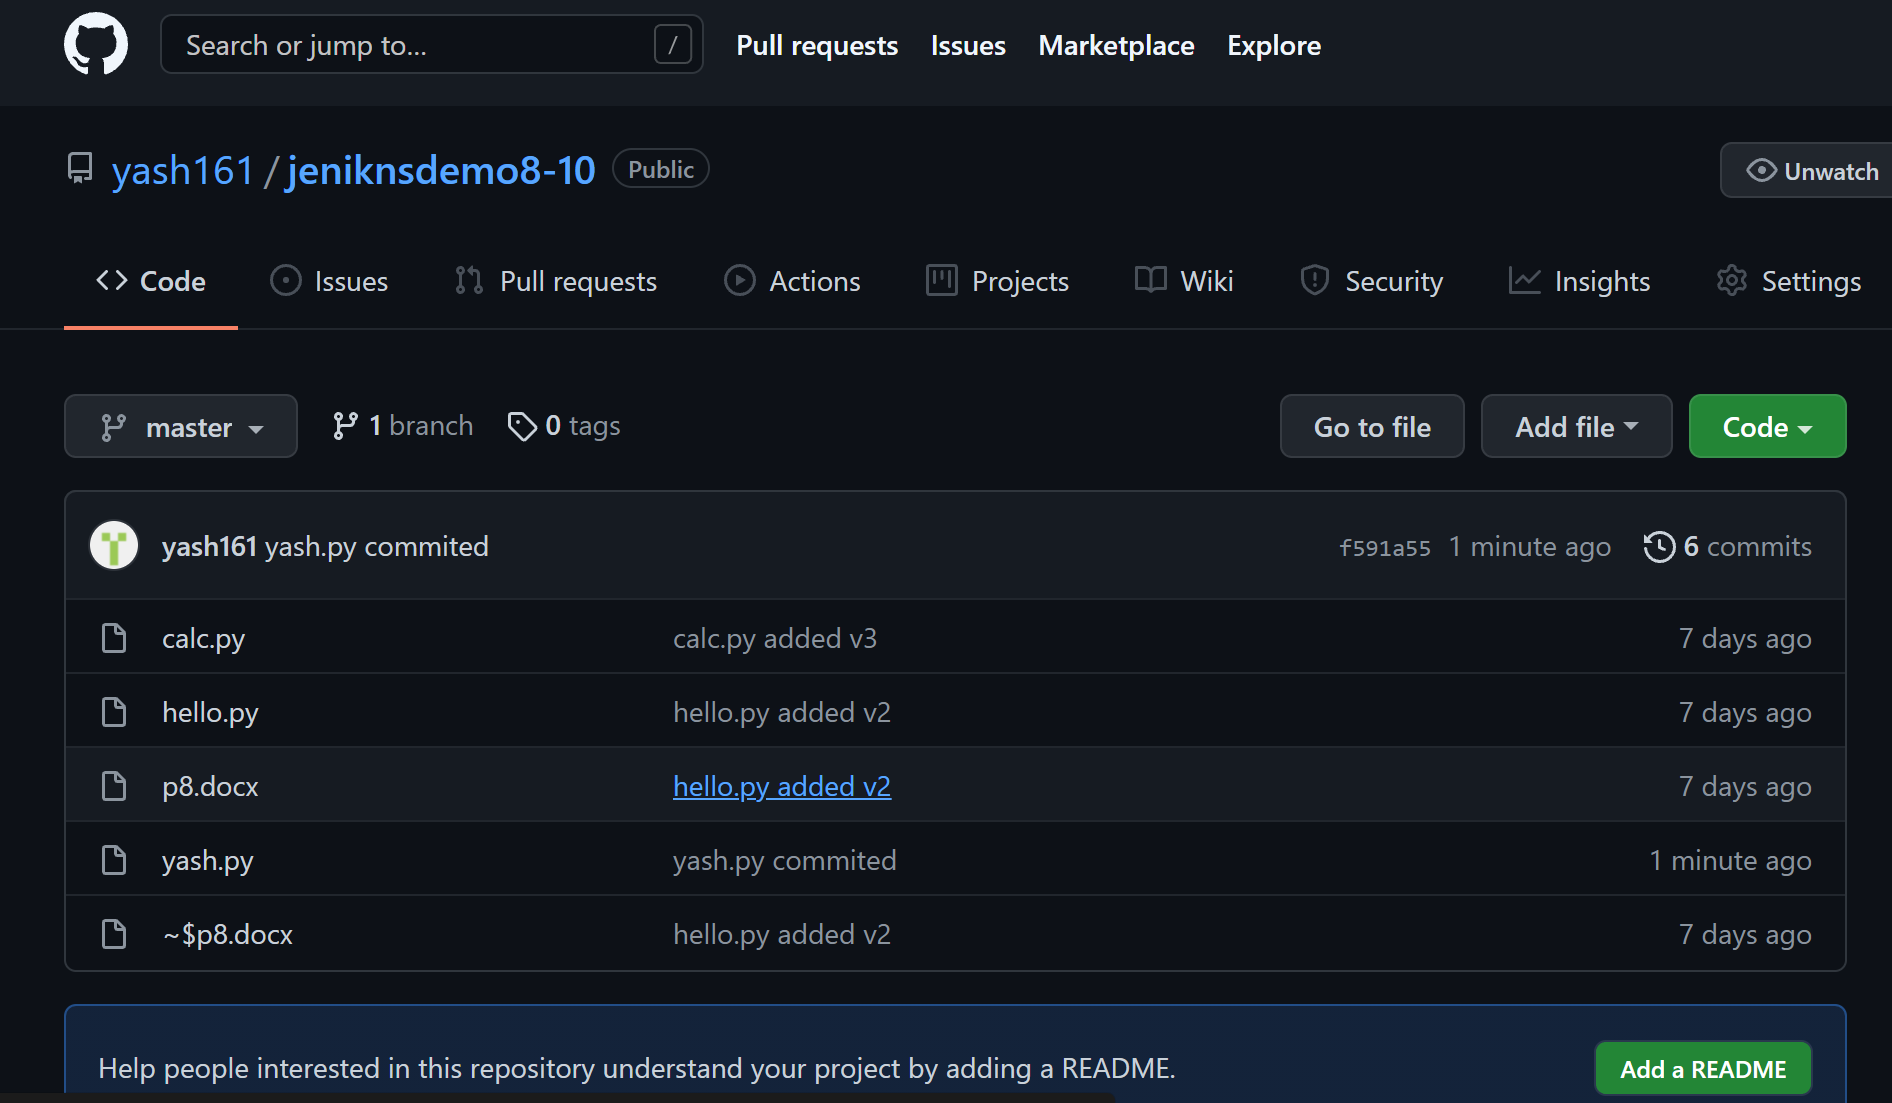 Search or jump to... / Pull requests Issues Marketplace Explore
yash161 / jeniknsdemo8-10 Public Unwatch
Code Issues Pull requests Actions Projects Wiki Security Insights Settings
master 1 branch 0 tags Go to file Add file Code
yash161 yash.py commited f591a55 1 minute ago 6 commits
calc.py calc.py added v3 7 days ago
hello.py hello.py added v2 7 days ago
p8.docx hello.py added v2 7 days ago
yash.py yash.py commited 1 minute ago
~$p8.docx hello.py added v2 7 days ago
Help people interested in this repository understand your project by adding a README. Add a README